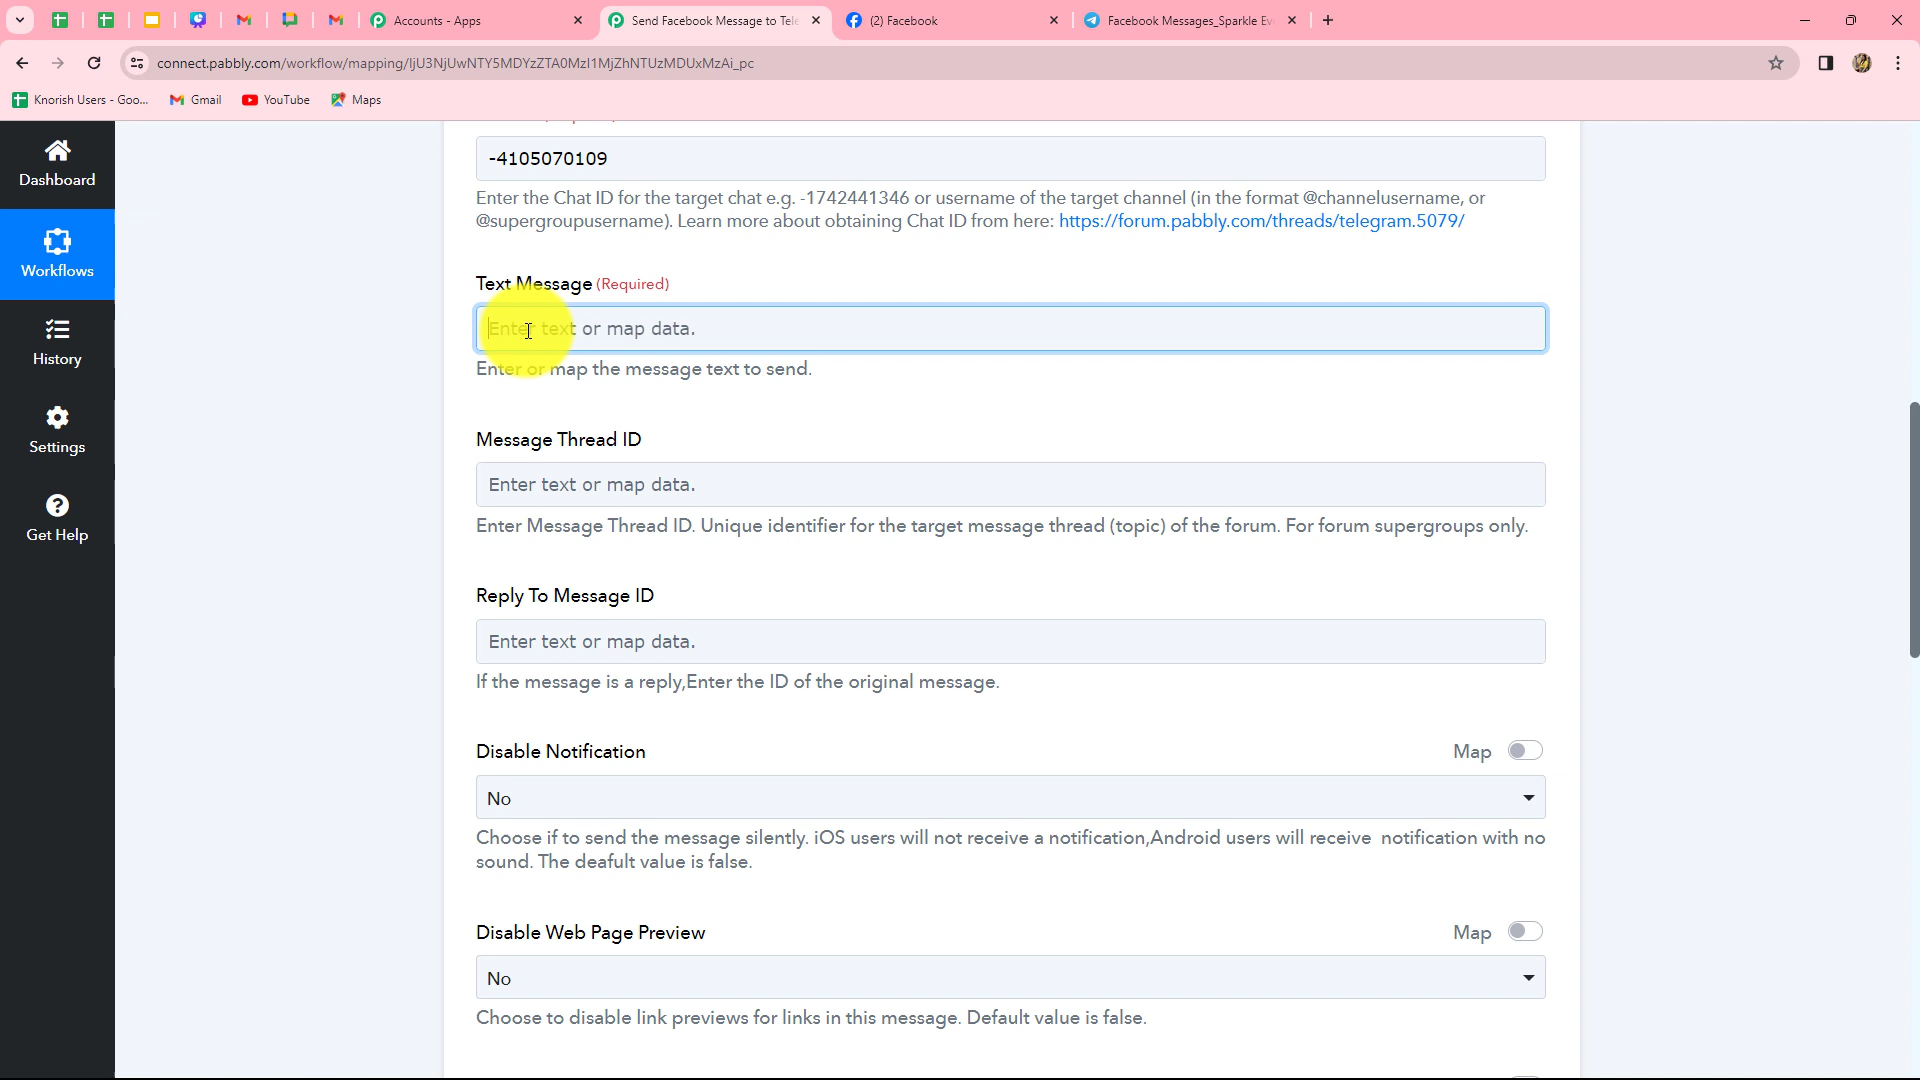 Accounts - Apps
Send Facebook Message to Tele
(2) Facebook
Facebook Messages_Sparkle Ev
connect.pabbly.com/workflow/mapping/IjU3NjUwNTY5MDYzZTA0MzI1MjZhNTUzMDUxMzAi_pc
Knorish Users - Goo...
Gmail
YouTube
Maps
Dashboard
Workflows
History
Settings
Get Help
-4105070109
Enter the Chat ID for the target chat e.g. -1742441346 or username of the target channel (in the format @channelusername, or
@supergroupusername). Learn more about obtaining Chat ID from here: https://forum.pabbly.com/threads/telegram.5079/
Text Message (Required)
Enter text or map data.
Enter or map the message text to send.
Message Thread ID
Enter text or map data.
Enter Message Thread ID. Unique identifier for the target message thread (topic) of the forum. For forum supergroups only.
Reply To Message ID
Enter text or map data.
If the message is a reply,Enter the ID of the original message.
Disable Notification
Map
No
Choose if to send the message silently. iOS users will not receive a notification,Android users will receive notification with no
sound. The deafult value is false.
Disable Web Page Preview
Map
No
Choose to disable link previews for links in this message. Default value is false.